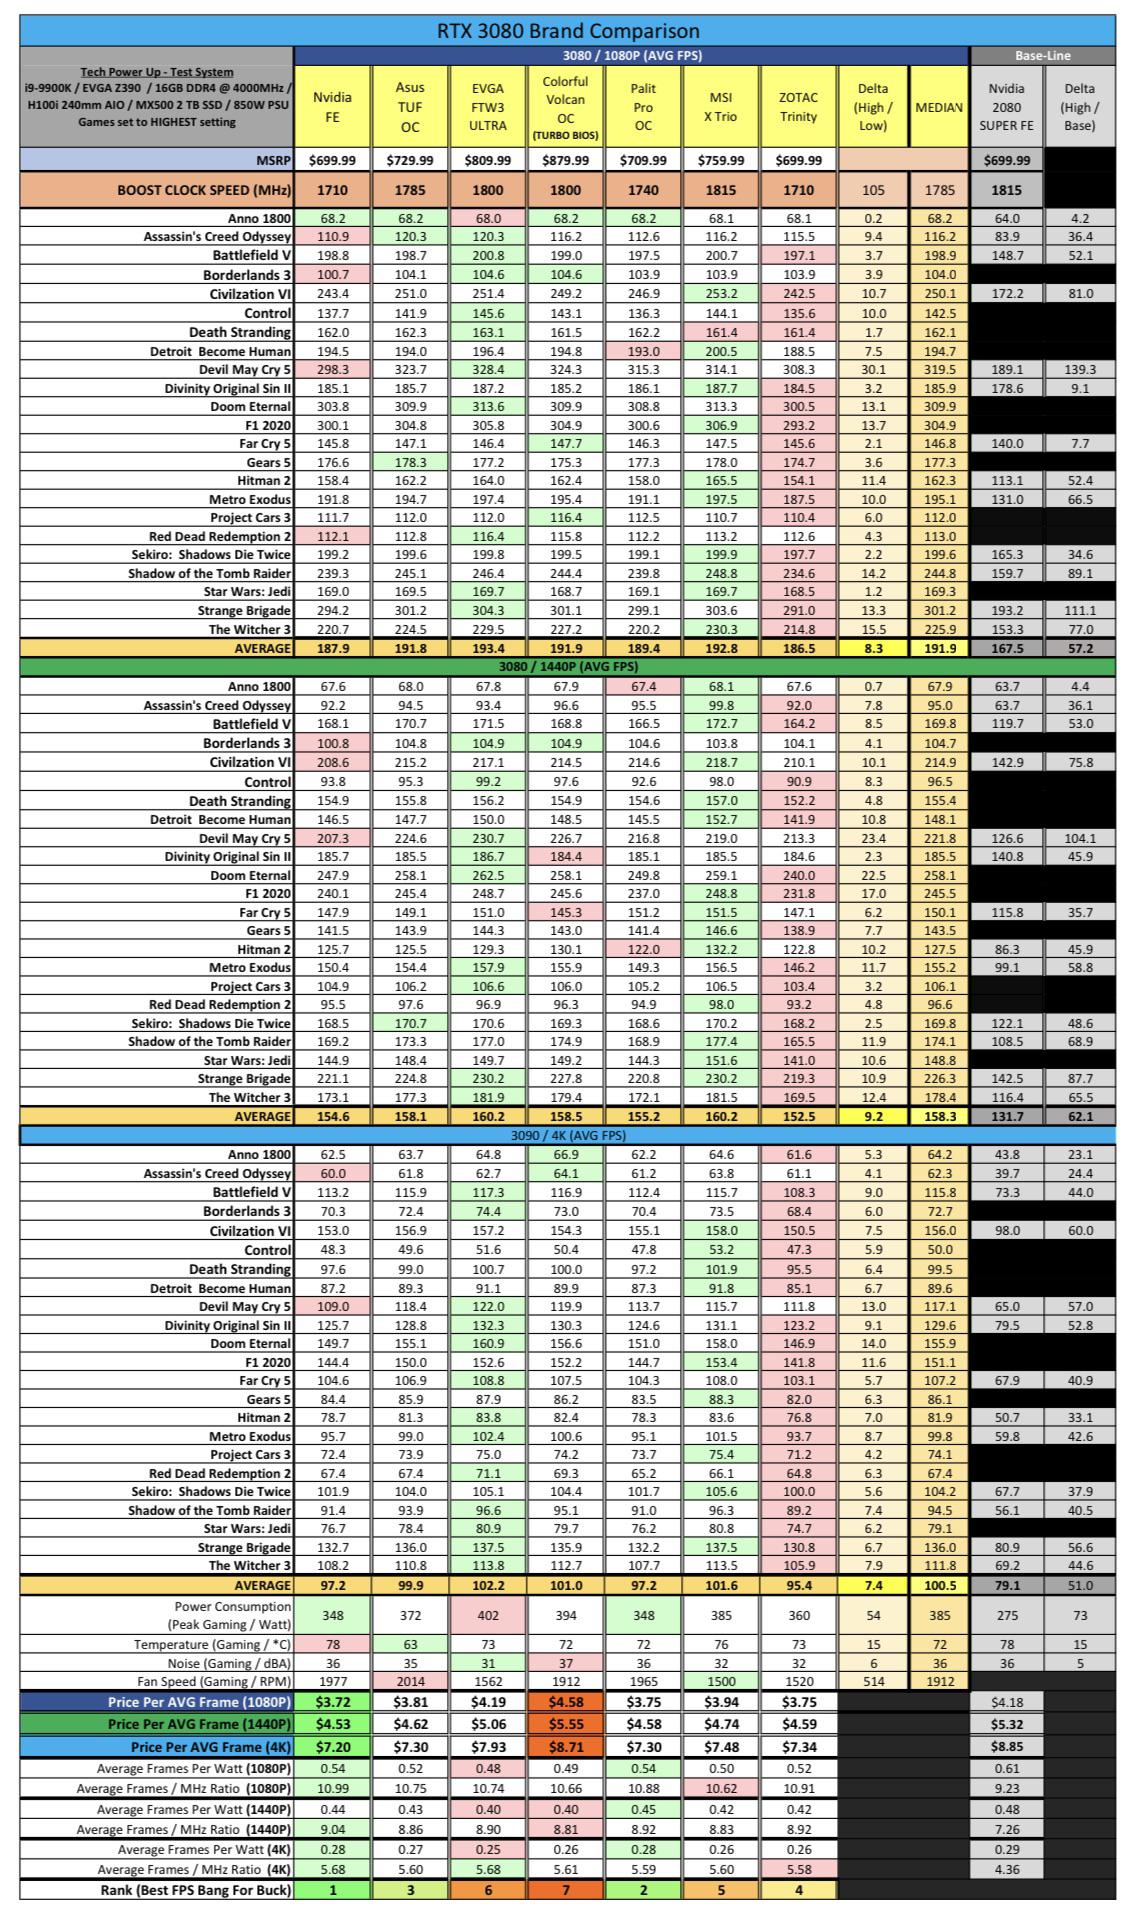 RTX 3080 Brand Comparison
Tech Power Up - Test System
i9-9900K / EVGA Z390 / 16GB DDR4 @ 4000MHz /
H100i 240mm AIO / MX500 2 TB SSD / 850W PSU
Games set to HIGHEST setting
3080 / 1080P (AVG FPS) Base-Line
Nvidia FE Asus TUF OC EVGA FTW3 ULTRA Colorful Volcan OC (TURBO BIOS) Palit Pro OC MSI X Trio ZOTAC Trinity Delta (High / Low) MEDIAN Nvidia 2080 SUPER FE Delta (High / Base)
MSRP $699.99 $729.99 $809.99 $879.99 $709.99 $759.99 $699.99 $699.99
BOOST CLOCK SPEED (MHz) 1710 1785 1800 1800 1740 1815 1710 105 1785 1815
Anno 1800 68.2 68.2 68.0 68.2 68.2 68.1 68.1 0.2 68.2 64.0 4.2
Assassin's Creed Odyssey 110.9 120.3 120.3 116.2 112.6 116.2 115.5 9.4 116.2 83.9 36.4
Battlefield V 198.8 198.7 200.8 199.0 197.5 200.7 197.1 3.7 198.9 148.7 52.1
Borderlands 3 100.7 104.1 104.6 104.6 103.9 103.9 103.9 3.9 104.0
Civilzation VI 243.4 251.0 251.4 249.2 246.9 253.2 242.5 10.7 250.1 172.2 81.0
Control 137.7 141.9 145.6 143.1 136.3 144.1 135.6 10.0 142.5
Death Stranding 162.0 162.3 163.1 161.5 162.2 161.4 161.4 1.7 162.1
Detroit Become Human 194.5 194.0 196.4 194.8 193.0 200.5 188.5 7.5 194.7
Devil May Cry 5 298.3 323.7 328.4 324.3 315.3 314.1 308.3 30.1 319.5 189.1 139.3
Divinity Original Sin II 185.1 185.7 187.2 185.2 186.1 187.7 184.5 3.2 185.9 178.6 9.1
Doom Eternal 303.8 309.9 313.6 309.9 308.8 313.3 300.5 13.1 309.9
F1 2020 300.1 304.8 305.8 304.9 300.6 306.9 293.2 13.7 304.9
Far Cry 5 145.8 147.1 146.4 147.7 146.3 147.5 145.6 2.1 146.8 140.0 7.7
Gears 5 176.6 178.3 177.2 175.3 177.3 178.0 174.7 3.6 177.3
Hitman 2 158.4 162.2 164.0 162.4 158.0 165.5 154.1 11.4 162.3 113.1 52.4
Metro Exodus 191.8 194.7 197.4 195.4 191.1 197.5 187.5 10.0 195.1 131.0 66.5
Project Cars 3 111.7 112.0 112.0 116.4 112.5 110.7 110.4 6.0 112.0
Red Dead Redemption 2 112.1 112.8 116.4 115.8 112.2 113.2 112.6 4.3 113.0
Sekiro: Shadows Die Twice 199.2 199.6 199.8 199.5 199.1 199.9 197.7 2.2 199.6 165.3 34.6
Shadow of the Tomb Raider 239.3 245.1 246.4 244.4 239.8 248.8 234.6 14.2 244.8 159.7 89.1
Star Wars: Jedi 169.0 169.5 169.7 168.7 169.1 169.7 168.5 1.2 169.3
Strange Brigade 294.2 301.2 304.3 301.1 299.1 303.6 291.0 13.3 301.2 193.2 111.1
The Witcher 3 220.7 224.5 229.5 227.2 220.2 230.3 214.8 15.5 225.9 153.3 77.0
AVERAGE 187.9 191.8 193.4 191.9 189.4 192.8 186.5 8.3 191.9 167.5 57.2
3080 / 1440P (AVG FPS)
Anno 1800 67.6 68.0 67.8 67.9 67.4 68.1 67.6 0.7 67.9 63.7 4.4
Assassin's Creed Odyssey 92.2 94.5 93.4 96.6 95.5 99.8 92.0 7.8 95.0 63.7 36.1
Battlefield V 168.1 170.7 171.5 168.8 166.5 172.7 164.2 8.5 169.8 119.7 53.0
Borderlands 3 100.8 104.8 104.9 104.9 104.6 103.8 104.1 4.1 104.7
Civilzation VI 208.6 215.2 217.1 214.5 214.6 218.7 210.1 10.1 214.9 142.9 75.8
Control 93.8 95.3 99.2 97.6 92.6 98.0 90.9 8.3 96.5
Death Stranding 154.9 155.8 156.2 154.9 154.6 157.0 152.2 4.8 155.4
Detroit Become Human 146.5 147.7 150.0 148.5 145.5 152.7 141.9 10.8 148.1
Devil May Cry 5 207.3 224.6 230.7 226.7 216.8 219.0 213.3 23.4 221.8 126.6 104.1
Divinity Original Sin II 185.7 185.5 186.7 184.4 185.1 185.5 184.6 2.3 185.5 140.8 45.9
Doom Eternal 247.9 258.1 262.5 258.1 249.8 259.1 240.0 22.5 258.1
F1 2020 240.1 245.4 248.7 245.6 237.0 248.8 231.8 17.0 245.5
Far Cry 5 147.9 149.1 151.0 145.3 151.2 151.5 147.1 6.2 150.1 115.8 35.7
Gears 5 141.5 143.9 144.3 143.0 141.4 146.6 138.9 7.7 143.5
Hitman 2 125.7 125.5 129.3 130.1 122.0 132.2 122.8 10.2 127.5 86.3 45.9
Metro Exodus 150.4 154.4 157.9 155.9 149.3 156.5 146.2 11.7 155.2 99.1 58.8
Project Cars 3 104.9 106.2 106.6 106.0 105.2 106.5 103.4 3.2 106.1
Red Dead Redemption 2 95.5 97.6 96.9 96.3 94.9 98.0 93.2 4.8 96.6
Sekiro: Shadows Die Twice 168.5 170.7 170.6 169.3 168.6 170.2 168.2 2.5 169.8 122.1 48.6
Shadow of the Tomb Raider 169.2 173.3 177.0 174.9 168.9 177.4 165.5 11.9 174.1 108.5 68.9
Star Wars: Jedi 144.9 148.4 149.7 149.2 144.3 151.6 141.0 10.6 148.8
Strange Brigade 221.1 224.8 230.2 227.8 220.8 230.2 219.3 10.9 226.3 142.5 87.7
The Witcher 3 173.1 177.3 181.9 179.4 172.1 181.5 169.5 12.4 178.4 116.4 65.5
AVERAGE 154.6 158.1 160.2 158.5 155.2 160.2 152.5 9.2 158.3 131.7 62.1
3090 / 4K (AVG FPS)
Anno 1800 62.5 63.7 64.8 66.9 62.2 64.6 61.6 5.3 64.2 43.8 23.1
Assassin's Creed Odyssey 60.0 61.8 62.7 64.1 61.2 63.8 61.1 4.1 62.3 39.7 24.4
Battlefield V 113.2 115.9 117.3 116.9 112.4 115.7 108.3 9.0 115.8 73.3 44.0
Borderlands 3 70.3 72.4 74.4 73.0 70.4 73.5 68.4 6.0 72.7
Civilzation VI 153.0 156.9 157.2 154.3 155.1 158.0 150.5 7.5 156.0 98.0 60.0
Control 48.3 49.6 51.6 50.4 47.8 53.2 47.3 5.9 50.0
Death Stranding 97.6 99.0 100.7 100.0 97.2 101.9 95.5 6.4 99.5
Detroit Become Human 87.2 89.3 91.1 89.9 87.3 91.8 85.1 6.7 89.6
Devil May Cry 5 109.0 118.4 122.0 119.9 113.7 115.7 111.8 13.0 117.1 65.0 57.0
Divinity Original Sin II 125.7 128.8 132.3 130.3 124.6 131.1 123.2 9.1 129.6 79.5 52.8
Doom Eternal 149.7 155.1 160.9 156.6 151.0 158.0 146.9 14.0 155.9
F1 2020 144.4 150.0 152.6 152.2 144.7 153.4 141.8 11.6 151.1
Far Cry 5 104.6 106.9 108.8 107.5 104.3 108.0 103.1 5.7 107.2 67.9 40.9
Gears 5 84.4 85.9 87.9 86.2 83.5 88.3 82.0 6.3 86.1
Hitman 2 78.7 81.3 83.8 82.4 78.3 83.6 76.8 7.0 81.9 50.7 33.1
Metro Exodus 95.7 99.0 102.4 100.6 95.1 101.5 93.7 8.7 99.8 59.8 42.6
Project Cars 3 72.4 73.9 75.0 74.2 73.7 75.4 71.2 4.2 74.1
Red Dead Redemption 2 67.4 67.4 71.1 69.3 65.2 66.1 64.8 6.3 67.4
Sekiro: Shadows Die Twice 101.9 104.0 105.1 104.4 101.7 105.6 100.0 5.6 104.2 67.7 37.9
Shadow of the Tomb Raider 91.4 93.9 96.6 95.1 91.0 96.3 89.2 7.4 94.5 56.1 40.5
Star Wars: Jedi 76.7 78.4 80.9 79.7 76.2 80.8 74.7 6.2 79.1
Strange Brigade 132.7 136.0 137.5 135.9 132.2 137.5 130.8 6.7 136.0 80.9 56.6
The Witcher 3 108.2 110.8 113.8 112.7 107.7 113.5 105.9 7.9 111.8 69.2 44.6
AVERAGE 97.2 99.9 102.2 101.0 97.2 101.6 95.4 7.4 100.5 79.1 51.0
Power Consumption (Peak Gaming / Watt) 348 372 402 394 348 385 360 54 385 275 73
Temperature (Gaming / *C) 78 63 73 72 72 76 73 15 72 78 15
Noise (Gaming / dBA) 36 35 31 37 36 32 32 6 36 36 5
Fan Speed (Gaming / RPM) 1977 2014 1562 1912 1965 1500 1520 514 1912
Price Per AVG Frame (1080P) $3.72 $3.81 $4.19 $4.58 $3.75 $3.94 $3.75 $4.18
Price Per AVG Frame (1440P) $4.53 $4.62 $5.06 $5.55 $4.58 $4.74 $4.59 $5.32
Price Per AVG Frame (4K) $7.20 $7.30 $7.93 $8.71 $7.30 $7.48 $7.34 $8.85
Average Frames Per Watt (1080P) 0.54 0.52 0.48 0.49 0.54 0.50 0.52 0.61
Average Frames / MHz Ratio (1080P) 10.99 10.75 10.74 10.66 10.88 10.62 10.91 9.23
Average Frames Per Watt (1440P) 0.44 0.43 0.40 0.40 0.45 0.42 0.42 0.48
Average Frames / MHz Ratio (1440P) 9.04 8.86 8.90 8.81 8.92 8.83 8.92 7.26
Average Frames Per Watt (4K) 0.28 0.27 0.25 0.26 0.28 0.26 0.26 0.29
Average Frames / MHz Ratio (4K) 5.68 5.60 5.68 5.61 5.59 5.60 5.58 4.36
Rank (Best FPS Bang For Buck) 1 3 6 7 2 5 4